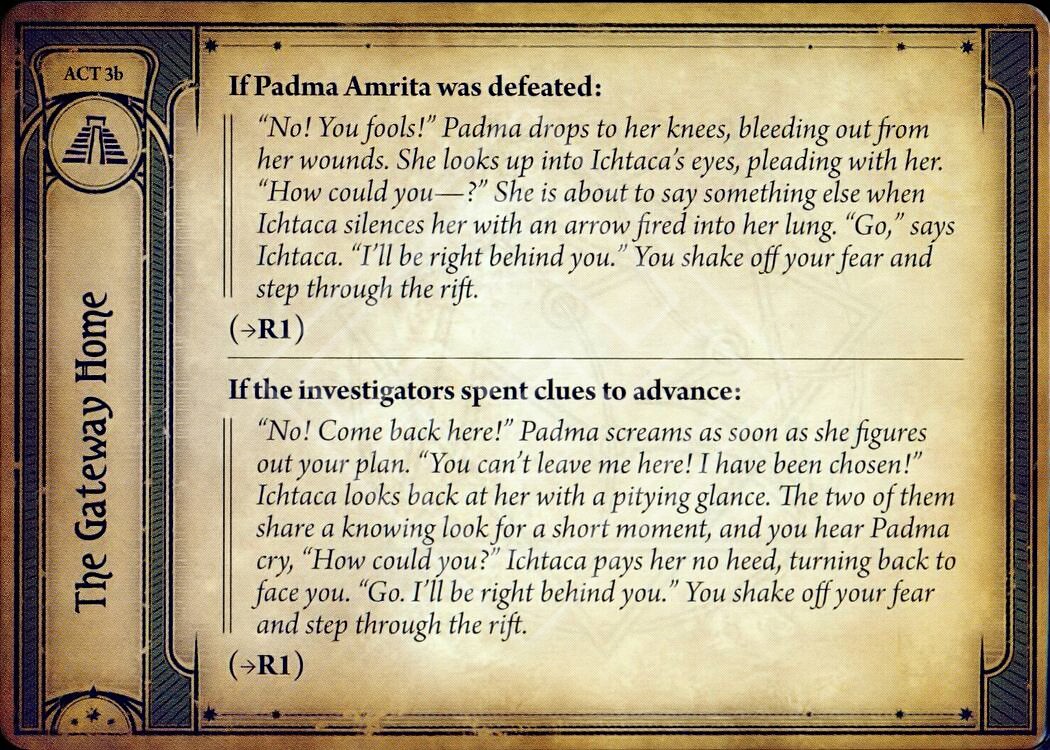 ACT 3b
The Gateway Home
If Padma Amrita was defeated:
“No! You fools!” Padma drops to her knees, bleeding out from
her wounds. She looks up into Ichtaca’s eyes, pleading with her.
“How could you—?” She is about to say something else when
Ichtaca silences her with an arrow fired into her lung. “Go,” says
Ichtaca. “I’ll be right behind you.” You shake off your fear and
step through the rift.
(→R1)
If the investigators spent clues to advance:
“No! Come back here!” Padma screams as soon as she figures
out your plan. “You can’t leave me here! I have been chosen!”
Ichtaca looks back at her with a pitying glance. The two of them
share a knowing look for a short moment, and you hear Padma
cry, “How could you?” Ichtaca pays her no heed, turning back to
face you. “Go. I’ll be right behind you.” You shake off your fear
and step through the rift.
(→R1)